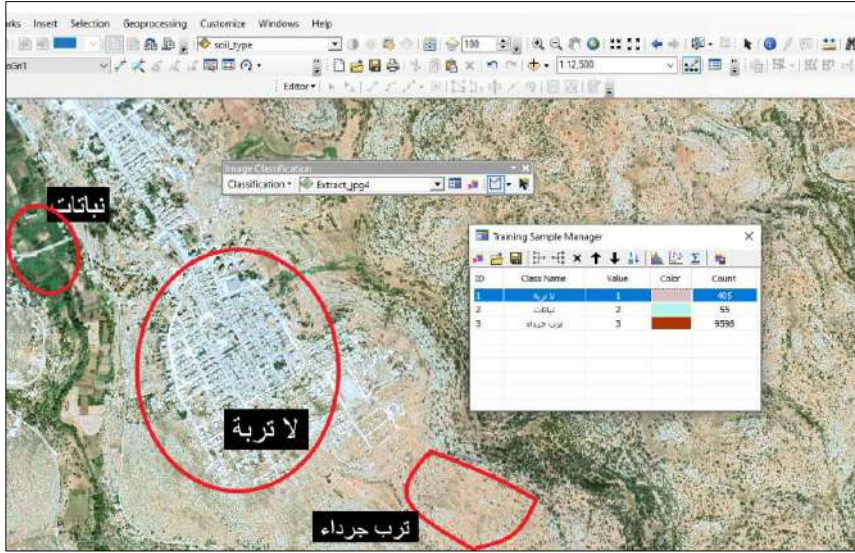 arks Insert Selection Geoprocessing Customize Windows Help
soil_type 100
1:12,500
Editor
Image Classification
Classification Extract_jpg4
نباتات
Training Sample Manager
ID Class Name Value Color Count
1 لا تربة 1 405
2 نباتات 2 55
3 ترب جرداء 3 9598
لا تربة
ترب جرداء